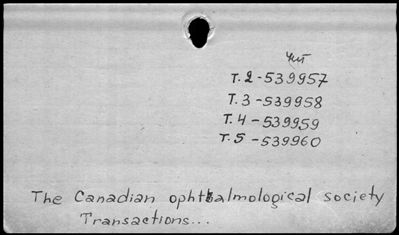 T. 2 - 539957
T. 3 - 539958
T. 4 - 539959
T. 5 - 539960
The Canadian ophthalmological society
Transactions...